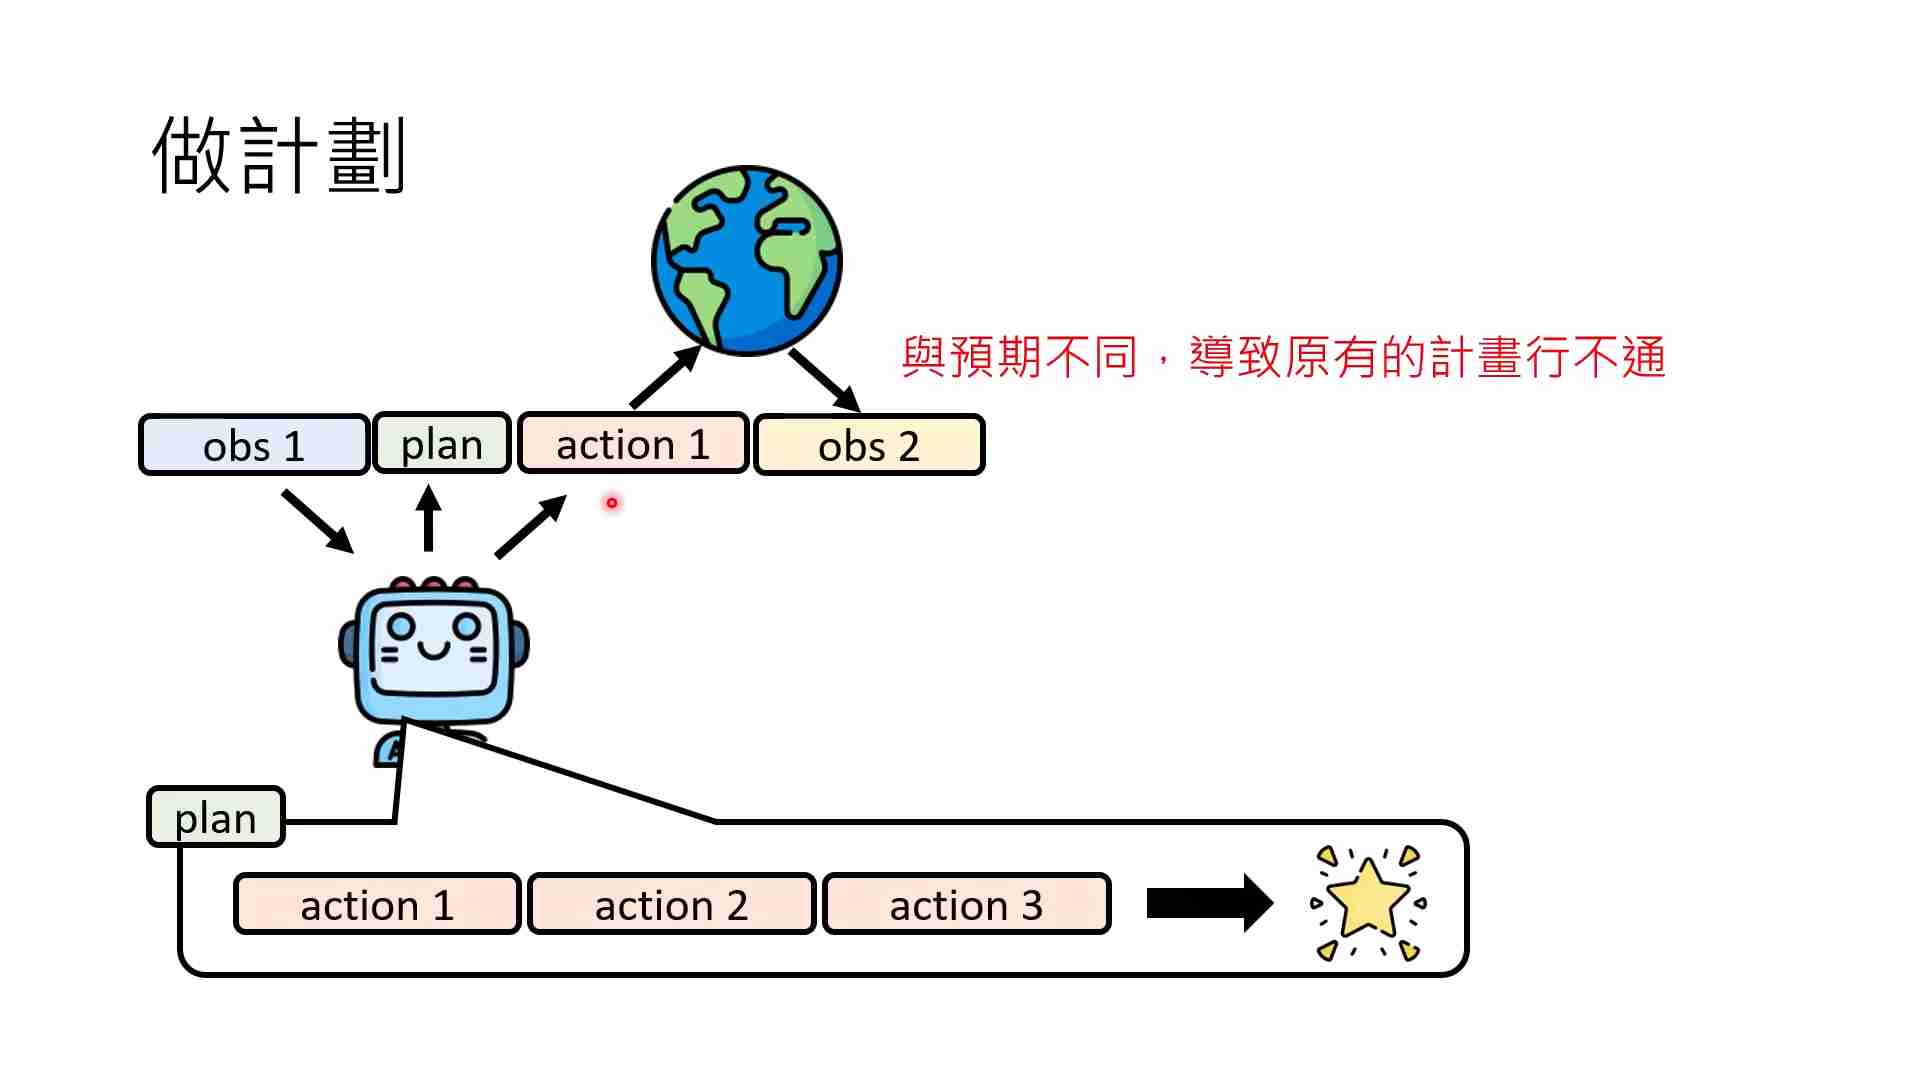 做計劃
與預期不同，導致原有的計畫行不通
obs 1
plan
action 1
obs 2
plan
action 1
action 2
action 3